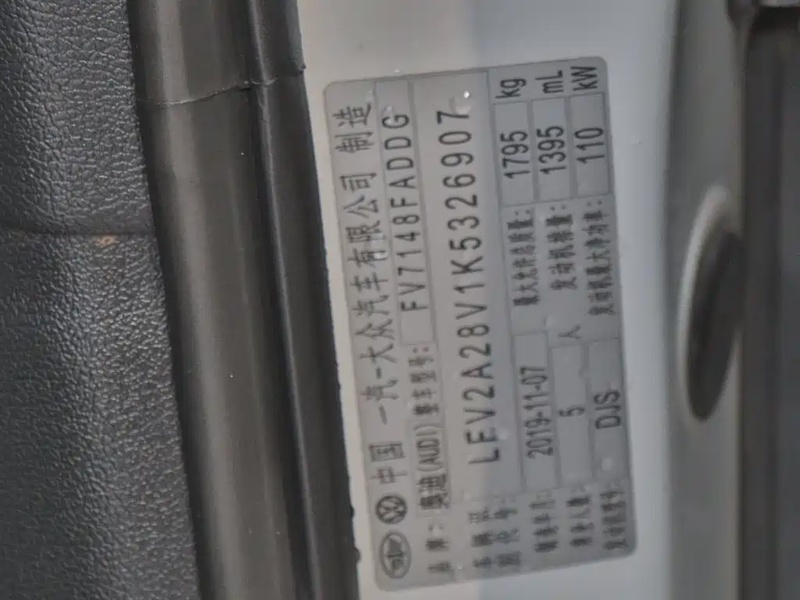 中国 一汽-大众汽车有限公司 制造
品牌: 奥迪(AUDI) 整车型号: FV7148FADDG
车辆识别代号: LFV2A28V1K5326907
制造年月: 2019-11-07 最大允许总质量: 1795 kg
乘坐人数: 5 人 发动机排量: 1395 mL
发动机型号: DJS 发动机最大净功率: 110 kW